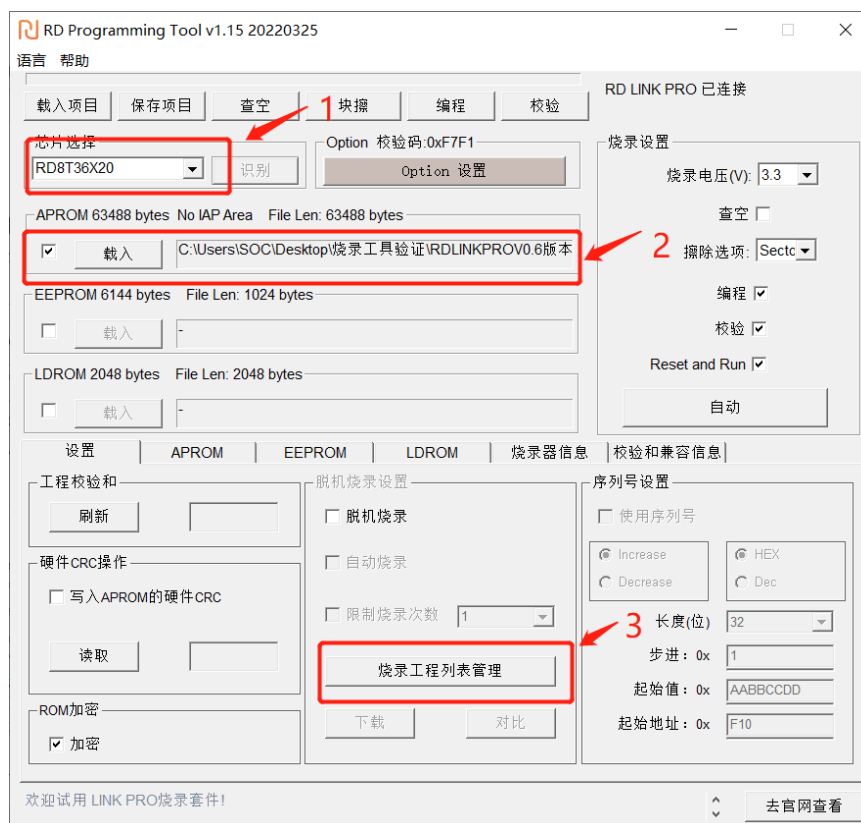 RD Programming Tool v1.15 20220325
语言 帮助
载入项目 保存项目 查空 块擦 编程 校验
RD LINK PRO 已连接
1
芯片选择
RD8T36X20 识别
Option 校验码:0xF7F1
Option 设置
烧录设置
烧录电压(V): 3.3
查空
擦除选项: Sectc
编程
校验
Reset and Run
自动
APROM 63488 bytes No IAP Area File Len: 63488 bytes
载入 C:\Users\SOC\Desktop\烧录工具验证\RDLINKPROV0.6版本
2
EEPROM 6144 bytes File Len: 1024 bytes
载入 -
LDROM 2048 bytes File Len: 2048 bytes
载入 -
设置 APROM EEPROM LDROM 烧录器信息 校验和兼容信息
工程校验和
刷新
硬件CRC操作
写入APROM的硬件CRC
读取
ROM加密
加密
脱机烧录设置
脱机烧录
自动烧录
限制烧录次数 1
3
烧录工程列表管理
下载 对比
序列号设置
使用序列号
Increase HEX
Decrease Dec
长度(位) 32
步进：0x 1
起始值：0x AABBCCDD
起始地址：0x F10
欢迎试用 LINK PRO烧录套件!
去官网查看